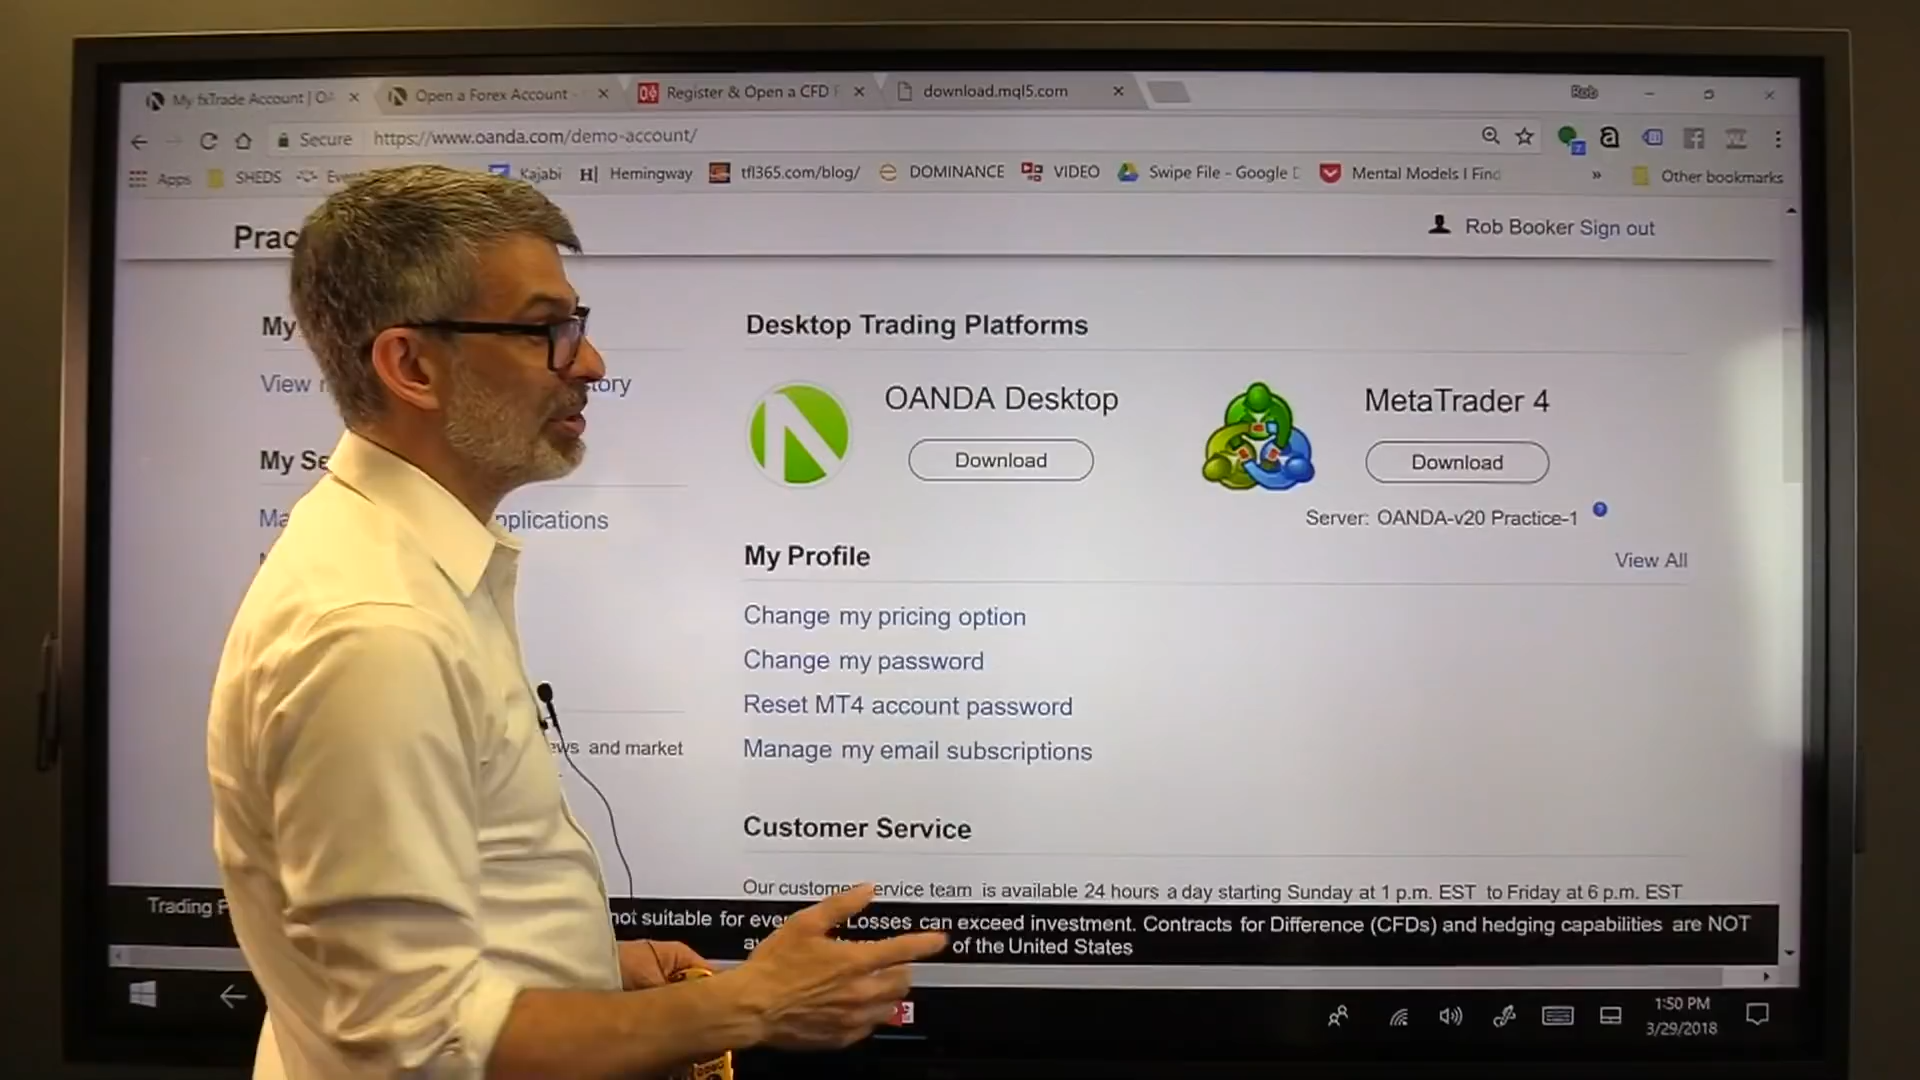 My fxTrade Account | OA
Open a Forex Account -
Register & Open a CFD
download.mql5.com
Rob
Secure https://www.oanda.com/demo-account/
Apps SHEDS Event Kajabi H| Hemingway tfl365.com/blog/ DOMINANCE VIDEO Swipe File - Google Mental Models I Find » Other bookmarks
Prac
Rob Booker Sign out
My
View
tory
My Se
Ma
pplications
ews and market
Desktop Trading Platforms
OANDA Desktop
Download
MetaTrader 4
Download
Server: OANDA-v20 Practice-1
My Profile
View All
Change my pricing option
Change my password
Reset MT4 account password
Manage my email subscriptions
Customer Service
Our custome ervice team is available 24 hours a day starting Sunday at 1 p.m. EST to Friday at 6 p.m. EST
Trading not suitable for eve . Losses can exceed investment. Contracts for Difference (CFDs) and hedging capabilities are NOT
of the United States
1:50 PM
3/29/2018